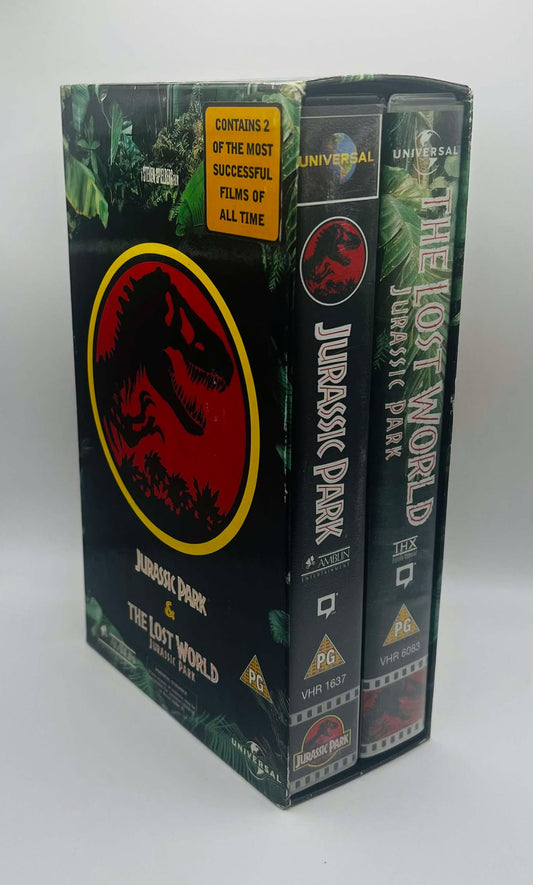 CONTAINS 2
OF THE MOST
SUCCESSFUL
FILMS OF
ALL TIME
JURASSIC PARK
&
THE LOST WORLD
JURASSIC PARK
PG
UNIVERSAL
UNIVERSAL
JURASSIC PARK
AMBLIN
ENTERTAINMENT
PG
VHR 1637
JURASSIC PARK
UNIVERSAL
THE LOST WORLD
JURASSIC PARK
THX
PG
VHR 6083